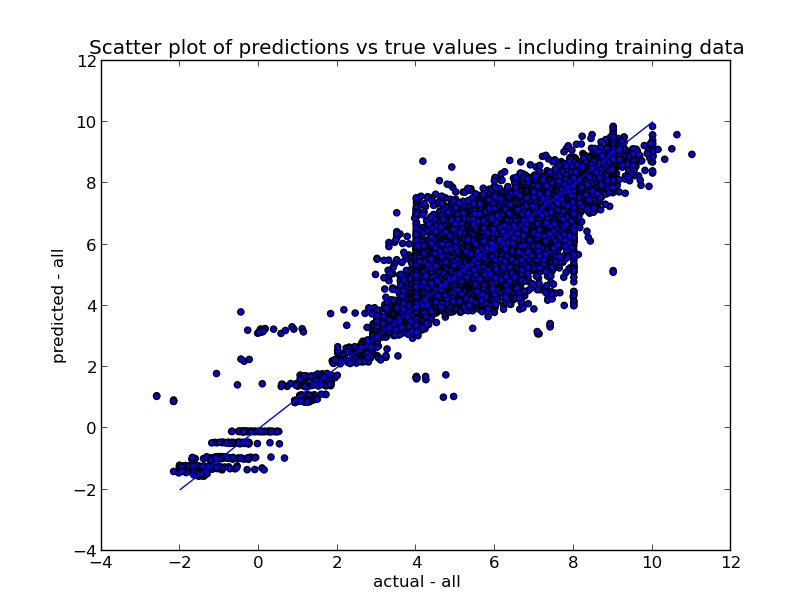 Scatter plot of predictions vs true values - including training data
12
10
8
6
4
2
0
−2
−4
predicted - all
−4 −2 0 2 4 6 8 10 12
actual - all